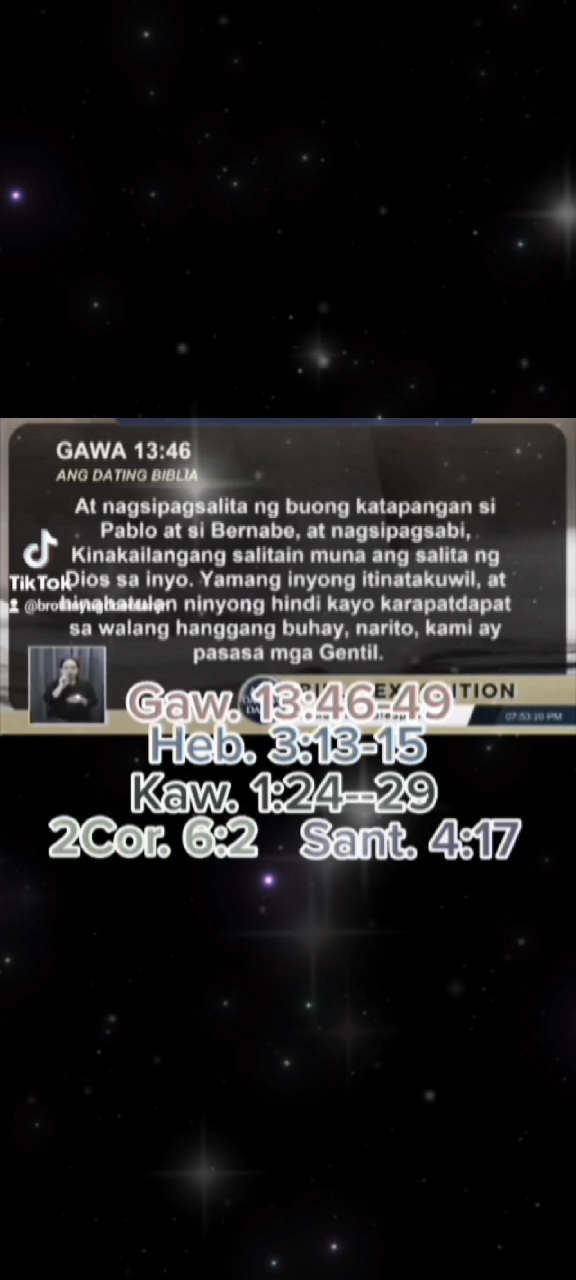 GAWA 13:46
ANG DATING BIBLIA
At nagsipagsalita ng buong katapangan si
Pablo at si Bernabe, at nagsipagsabi,
Kinakailangang salitain muna ang salita ng
TikTok
Dios sa inyo. Yamang inyong itinatakuwil, at
hinahatulan ninyong hindi kayo karapatdapat
sa walang hanggang buhay, narito, kami ay
pasasa mga Gentil.
07:53:20 PM
Gaw. 13:46-49
Heb. 3:13-15
Kaw. 1:24--29
2Cor. 6:2 Sant. 4:17